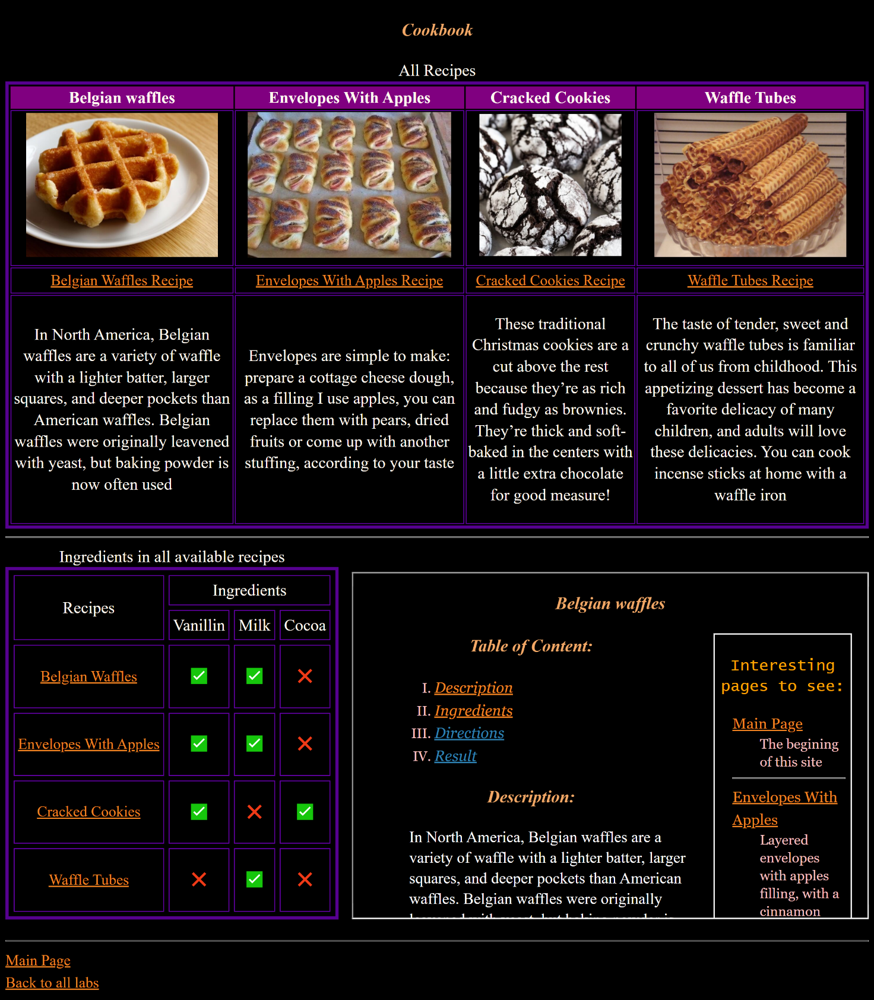 Cookbook
All Recipes
Belgian waffles
Envelopes With Apples
Cracked Cookies
Waffle Tubes
Belgian Waffles Recipe
Envelopes With Apples Recipe
Cracked Cookies Recipe
Waffle Tubes Recipe
In North America, Belgian
waffles are a variety of waffle
with a lighter batter, larger
squares, and deeper pockets than
American waffles. Belgian
waffles were originally leavened
with yeast, but baking powder is
now often used
Envelopes are simple to make:
prepare a cottage cheese dough,
as a filling I use apples, you can
replace them with pears, dried
fruits or come up with another
stuffing, according to your taste
These traditional
Christmas cookies are a
cut above the rest
because they’re as rich
and fudgy as brownies.
They’re thick and soft-
baked in the centers with
a little extra chocolate
for good measure!
The taste of tender, sweet and
crunchy waffle tubes is familiar
to all of us from childhood. This
appetizing dessert has become a
favorite delicacy of many
children, and adults will love
these delicacies. You can cook
incense sticks at home with a
waffle iron
Ingredients in all available recipes
Recipes
Ingredients
Vanillin
Milk
Cocoa
Belgian Waffles
Envelopes With Apples
Cracked Cookies
Waffle Tubes
Belgian waffles
Table of Content:
I. Description
II. Ingredients
III. Directions
IV. Result
Description:
In North America, Belgian waffles are a
variety of waffle with a lighter batter, larger
squares, and deeper pockets than American
waffles. Belgian waffles were originally
Interesting
pages to see:
Main Page
The begining
of this site
Envelopes With
Apples
Layered
envelopes
with apples
filling, with a
cinnamon
Main Page
Back to all labs